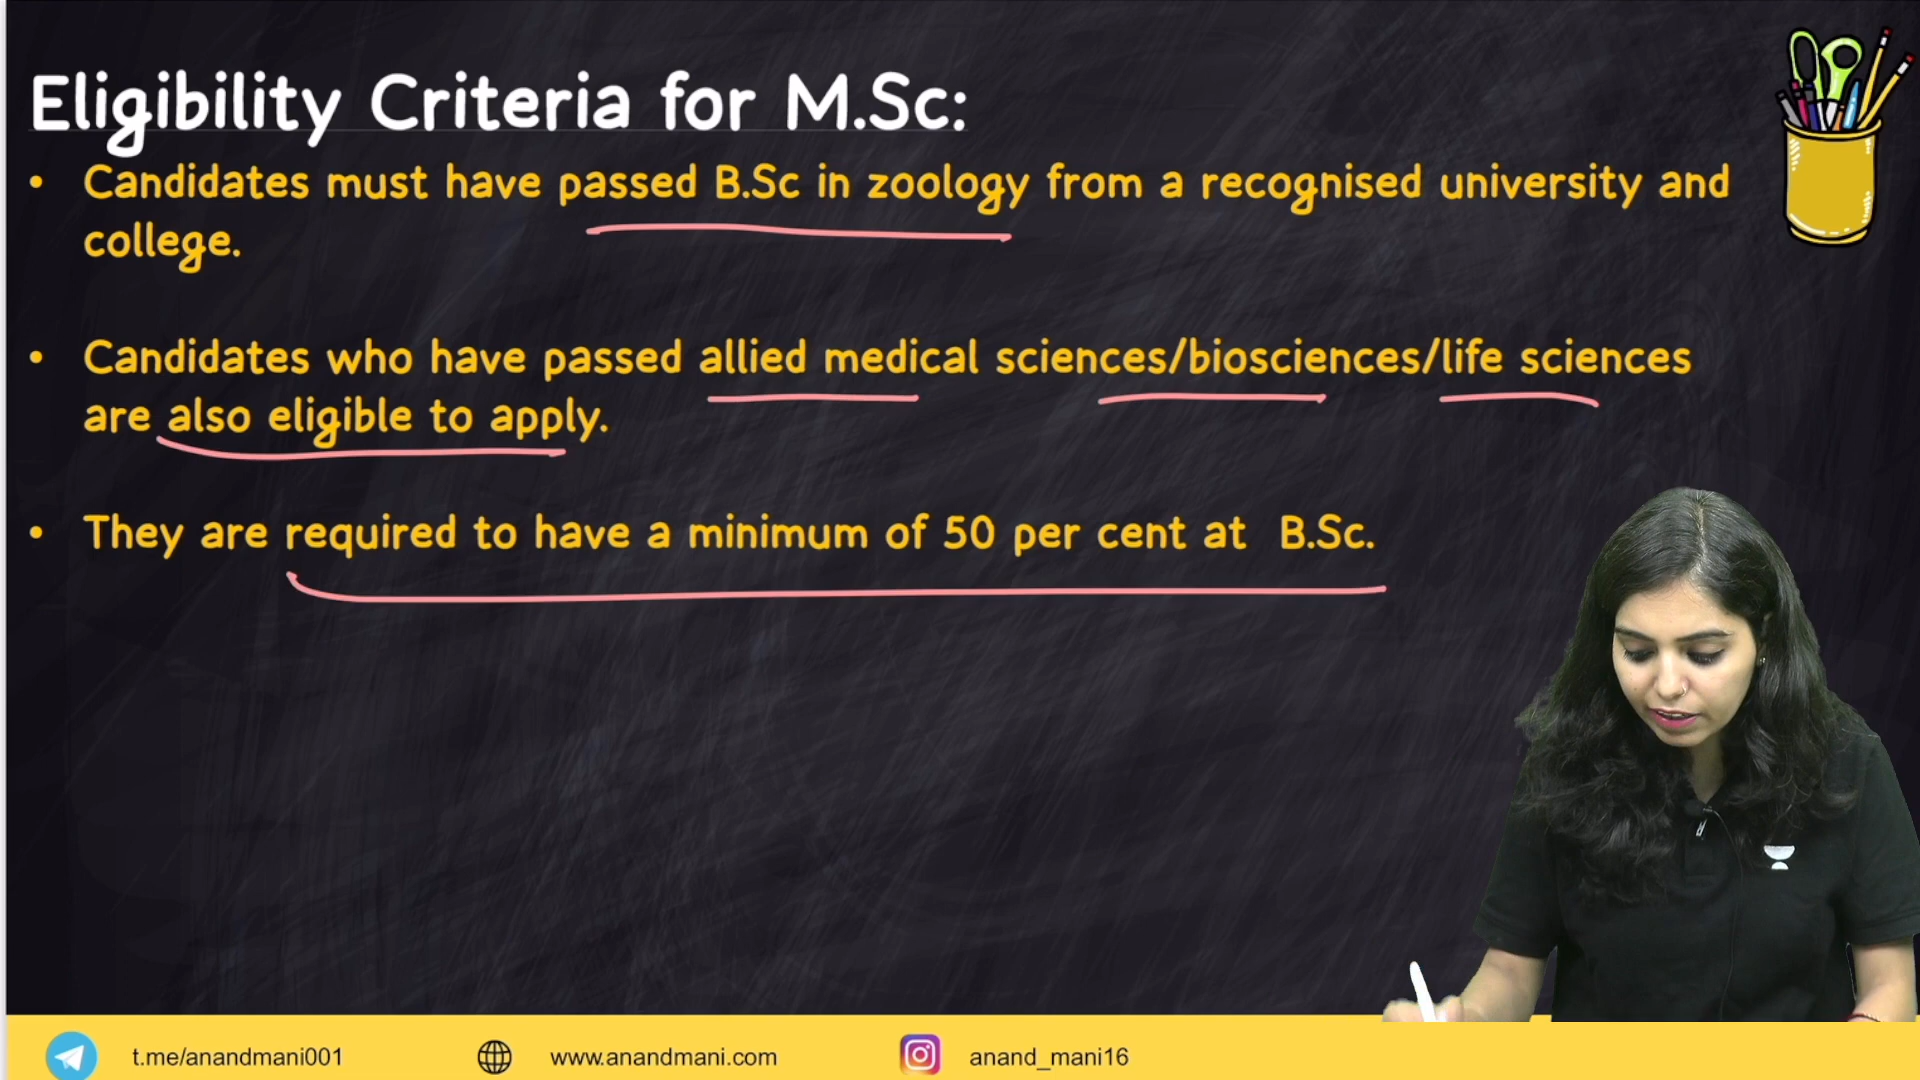 Eligibility Criteria for M.Sc:
• Candidates must have passed B.Sc in zoology from a recognised university and
college.
• Candidates who have passed allied medical sciences/biosciences/life sciences
are also eligible to apply.
• They are required to have a minimum of 50 per cent at B.Sc.
t.me/anandmani001
www.anandmani.com
anand_mani16